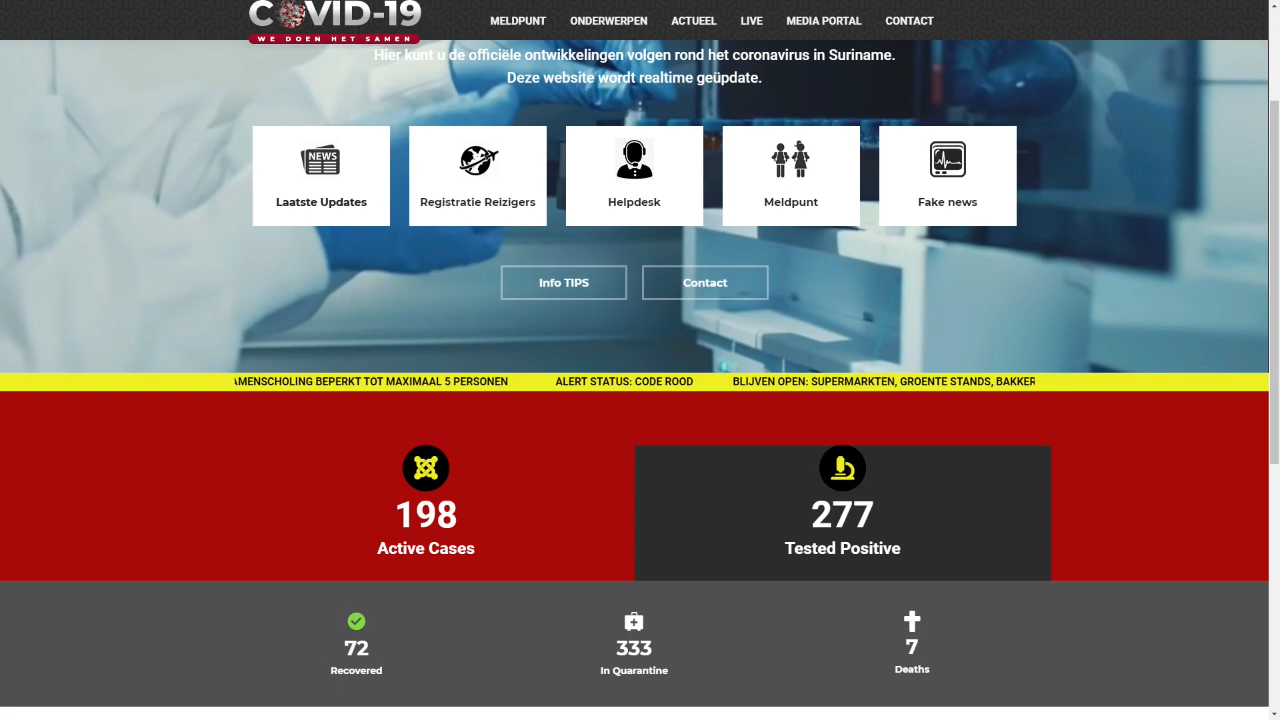 COVID-19
WE DOEN HET SAMEN
MELDPUNT ONDERWERPEN ACTUEEL LIVE MEDIA PORTAL CONTACT
Hier kunt u de officiële ontwikkelingen volgen rond het coronavirus in Suriname.
Deze website wordt realtime geüpdate.
NEWS
Laatste Updates Registratie Reizigers Helpdesk Meldpunt Fake news
Info TIPS Contact
AMENSCHOLING BEPERKT TOT MAXIMAAL 5 PERSONEN ALERT STATUS: CODE ROOD BLIJVEN OPEN: SUPERMARKTEN, GROENTE STANDS, BAKKER
198 277
Active Cases Tested Positive
72 333 7
Recovered In Quarantine Deaths